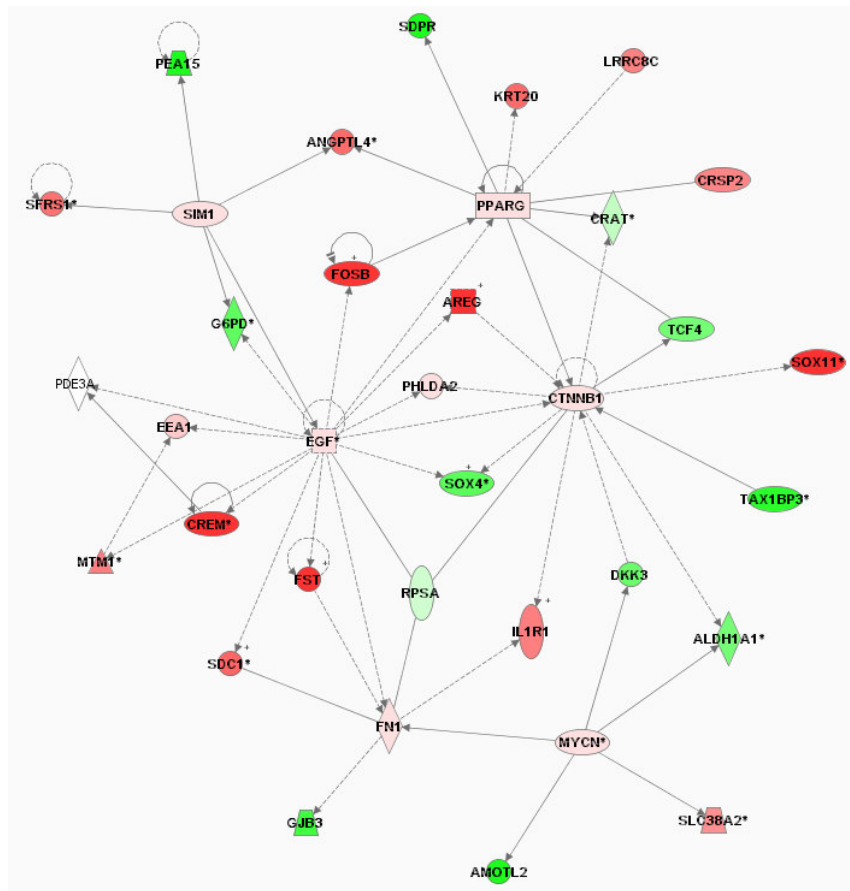 SDPR
PEA15
LRRC8C
KRT20
ANGPTL4*
CRSP2
SFRS1*
SIM1
PPARG
CRAT*
FOSB
+
AREG
+
G6PD*
TCF4
SOX11*
PDE3A
PHLDA2
CTNNB1
EEA1
EGF*
+
SOX4*
TAX1BP3*
CREM*
MTM1*
FST
+
RPSA
DKK3
+
IL1R1
ALDH1A1*
+
SDC1*
FN1
MYCN*
GJB3
SLC38A2*
AMOTL2